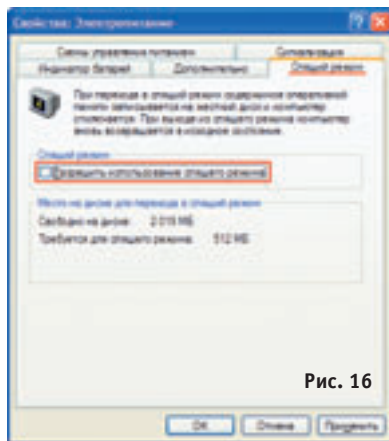 Свойства: Электропитание
Схемы управления питанием
Сигнализация
Индикатор батарей
Дополнительно
Спящий режим
При переходе в спящий режим содержимое оперативной
памяти записывается на жесткий диск и компьютер
отключается. При выходе из спящего режима компьютер
вновь возвращается в исходное состояние.
Спящий режим
Разрешить использование спящего режима
Место на диске для перехода в спящий режим
Свободно на диске: 2 015 МБ
Требуется для спящего режима: 512 МБ
Рис. 16
ОК
Отмена
Применить